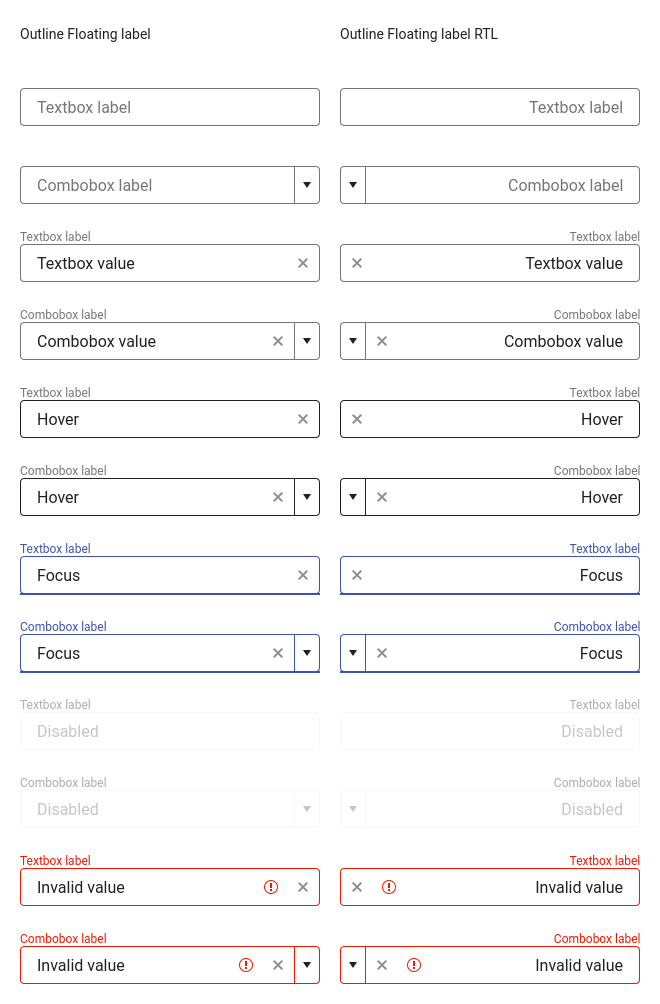 Outline Floating label
Outline Floating label RTL
Textbox label
Textbox label
Combobox label
Combobox label
Textbox label
Textbox label
Textbox value
Textbox value
Combobox label
Combobox label
Combobox value
Combobox value
Textbox label
Textbox label
Hover
Hover
Combobox label
Combobox label
Hover
Hover
Textbox label
Textbox label
Focus
Focus
Combobox label
Combobox label
Focus
Focus
Textbox label
Textbox label
Disabled
Disabled
Combobox label
Combobox label
Disabled
Disabled
Textbox label
Textbox label
Invalid value
Invalid value
Combobox label
Combobox label
Invalid value
Invalid value